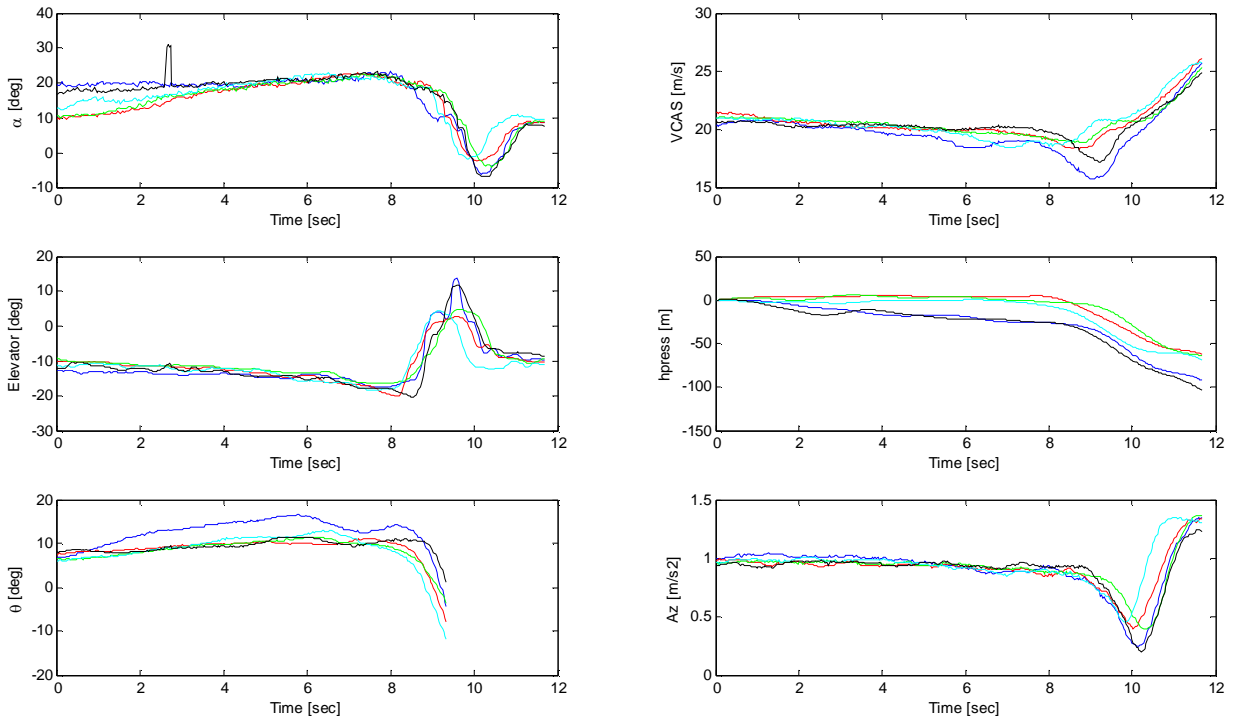 40
30
20
10
0
-10
α [deg]
0 2 4 6 8 10 12
Time [sec]
30
25
20
15
VCAS [m/s]
0 2 4 6 8 10 12
Time [sec]
20
10
0
-10
-20
-30
Elevator [deg]
0 2 4 6 8 10 12
Time [sec]
50
0
-50
-100
-150
hpress [m]
0 2 4 6 8 10 12
Time [sec]
20
10
0
-10
-20
θ [deg]
0 2 4 6 8 10 12
Time [sec]
1.5
1
0.5
0
Az [m/s2]
0 2 4 6 8 10 12
Time [sec]